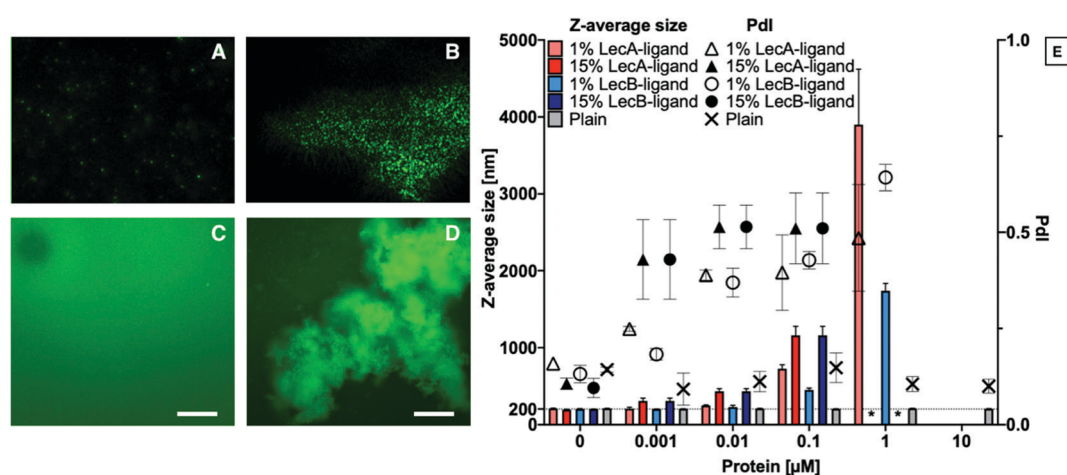 A
B
C
D
E
Z-average size PdI
1% LecA-ligand 1% LecA-ligand
15% LecA-ligand 15% LecA-ligand
1% LecB-ligand 1% LecB-ligand
15% LecB-ligand 15% LecB-ligand
Plain Plain
Z-average size [nm]
5000
4000
3000
2000
1000
200
1.0
0.5
0.0
PdI
* *
0 0.001 0.01 0.1 1 10
Protein [µM]